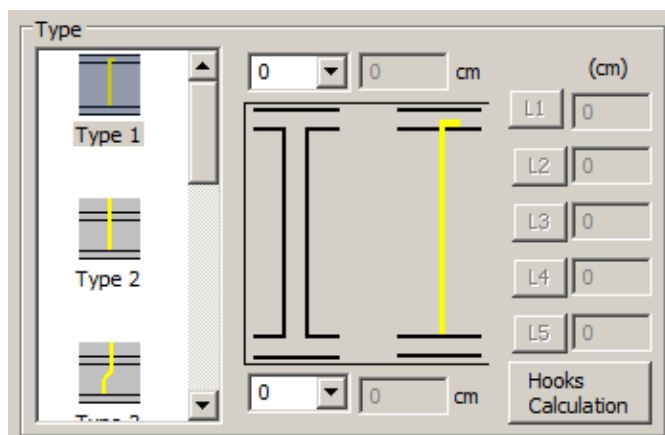 Type
0
0
cm
(cm)
Type 1
L1
0
L2
0
Type 2
L3
0
L4
0
L5
0
0
0
cm
Hooks
Calculation